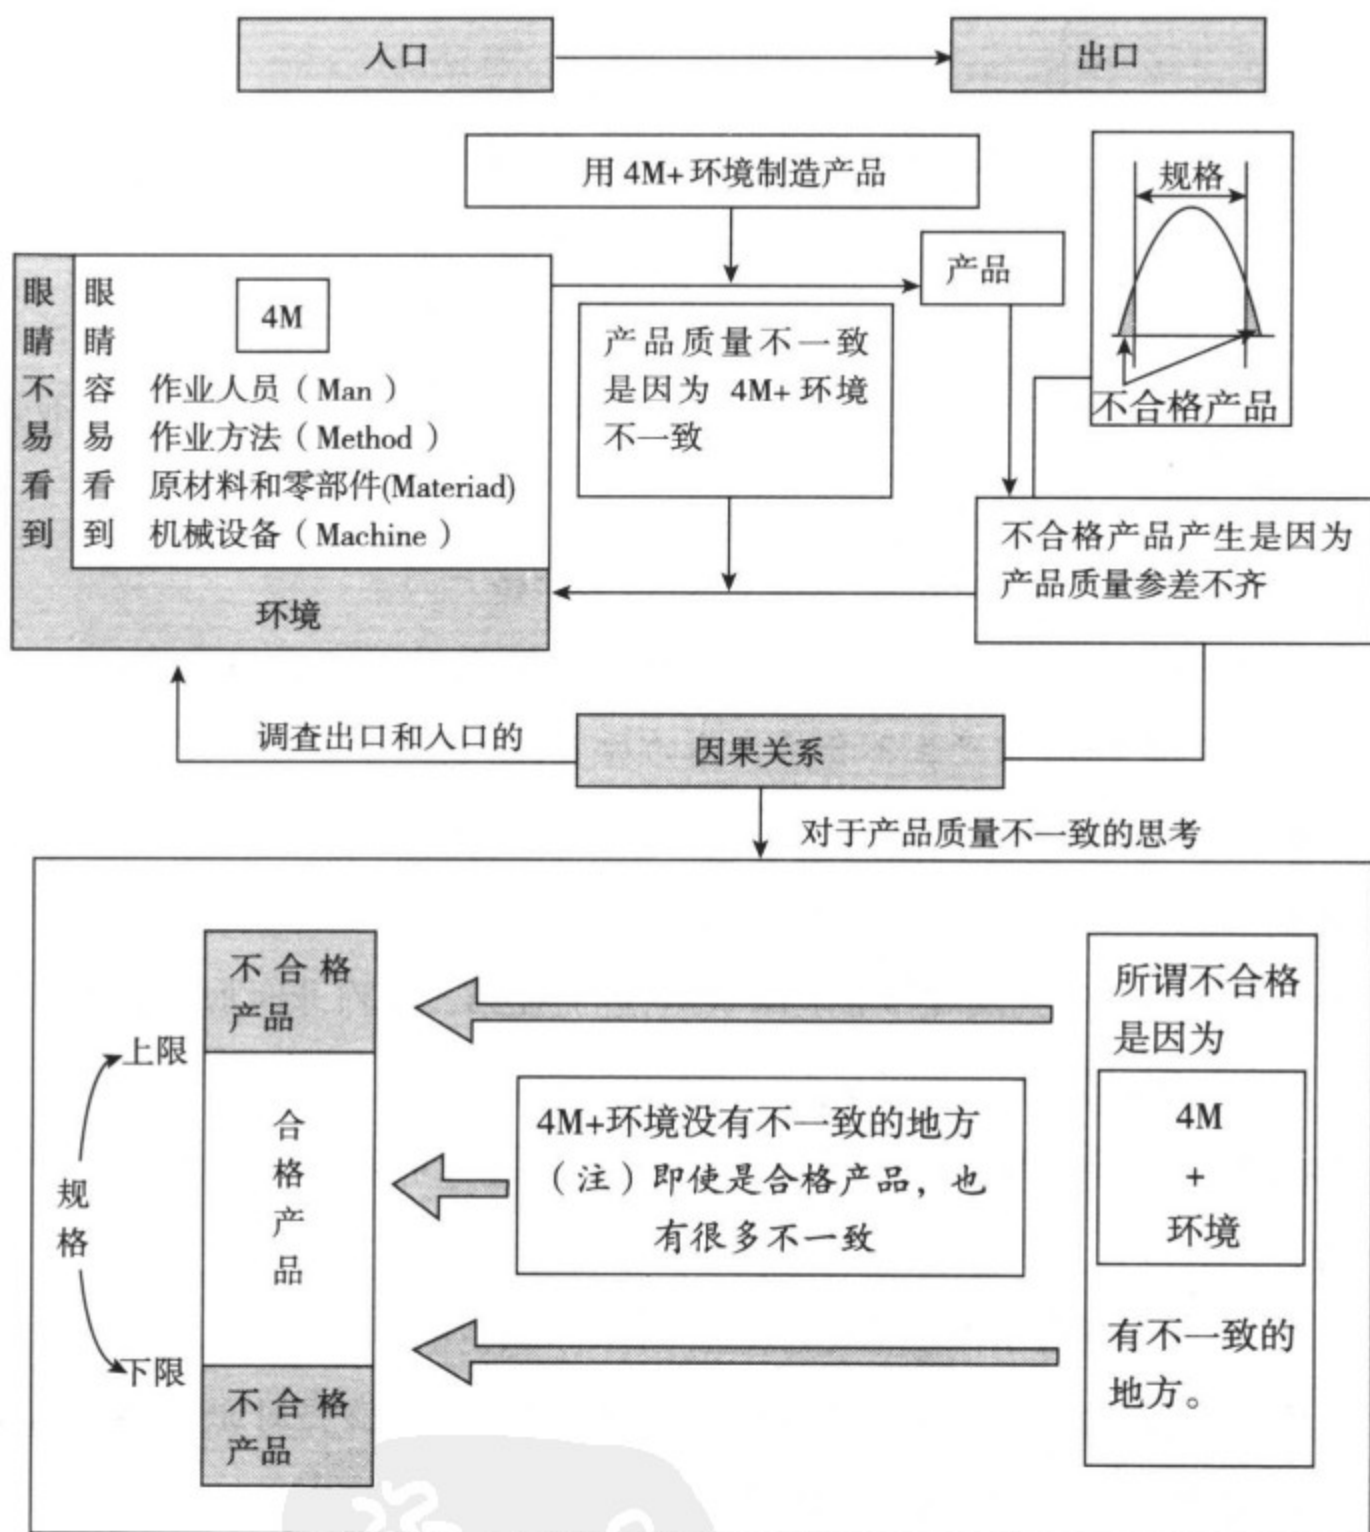 入口
出口
用 4M+ 环境制造产品
规格
不合格产品
产品
眼睛不易看到
眼睛容易看到
4M
作业人员（Man）
作业方法（Method）
原材料和零部件(Materiad)
机械设备（Machine）
环境
产品质量不一致
是因为 4M+ 环境
不一致
不合格产品产生是因为
产品质量参差不齐
调查出口和入口的
因果关系
对于产品质量不一致的思考
不合格
产品
上限
合格产品
规格
下限
不合格
产品
4M+环境没有不一致的地方
（注）即使是合格产品，也
有很多不一致
所谓不合格
是因为
4M
+
环境
有不一致的
地方。